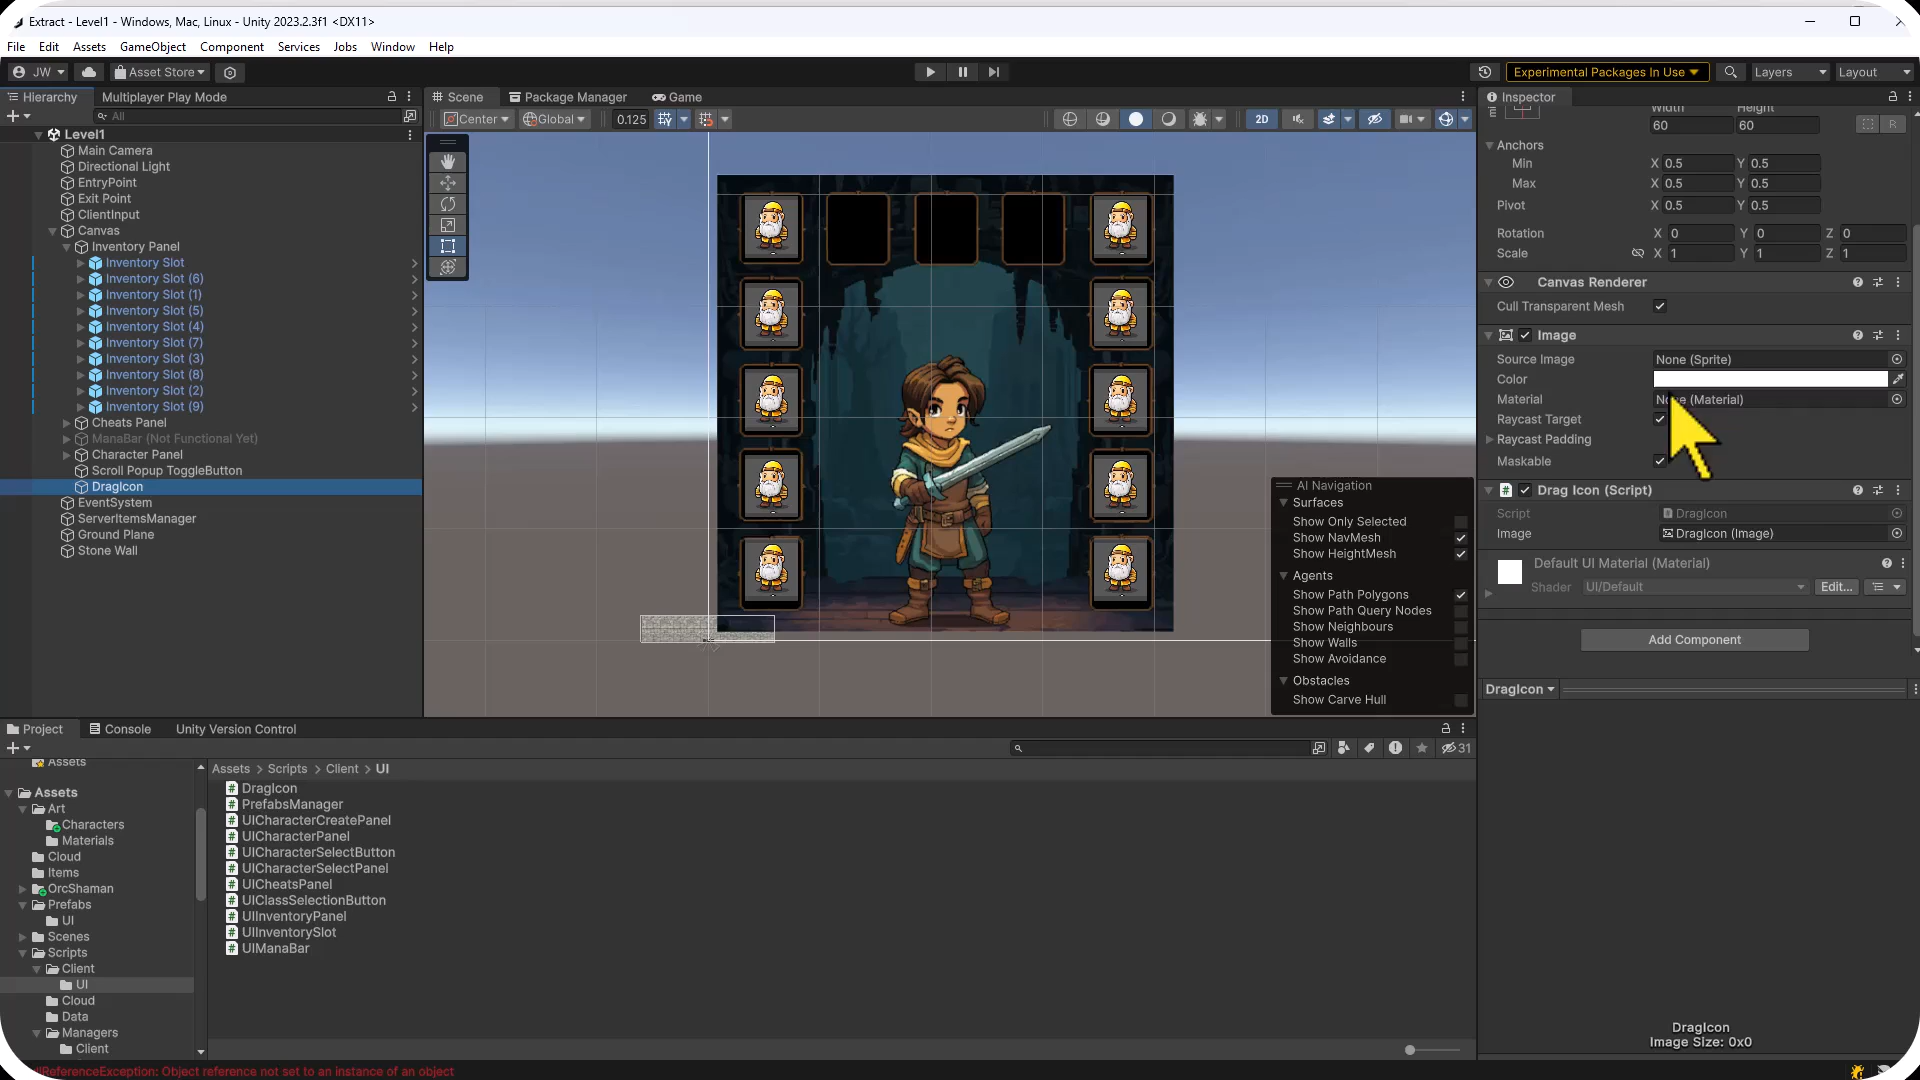 Extract - Level1 - Windows, Mac, Linux - Unity 2023.2.3f1 <DX11>
File Edit Assets GameObject Component Services Jobs Window Help
JW Asset Store Experimental Packages In Use Layers Layout
Hierarchy Multiplayer Play Mode
All
Level1
Main Camera
Directional Light
EntryPoint
Exit Point
ClientInput
Canvas
Inventory Panel
Inventory Slot
Inventory Slot (6)
Inventory Slot (1)
Inventory Slot (5)
Inventory Slot (4)
Inventory Slot (7)
Inventory Slot (3)
Inventory Slot (8)
Inventory Slot (2)
Inventory Slot (9)
Cheats Panel
ManaBar (Not Functional Yet)
Character Panel
Scroll Popup ToggleButton
DragIcon
EventSystem
ServerItemsManager
Ground Plane
Stone Wall
Scene Package Manager Game
Center Global 0.125 2D
AI Navigation
Surfaces
Show Only Selected
Show NavMesh
Show HeightMesh
Agents
Show Path Polygons
Show Path Query Nodes
Show Neighbours
Show Walls
Show Avoidance
Obstacles
Show Carve Hull
Inspector
Width Height
60 60 R
Anchors
Min X 0.5 Y 0.5
Max X 0.5 Y 0.5
Pivot X 0.5 Y 0.5
Rotation X 0 Y 0 Z 0
Scale X 1 Y 1 Z 1
Canvas Renderer
Cull Transparent Mesh
Image
Source Image None (Sprite)
Color
Material (Material)
Raycast Target
Raycast Padding
Maskable
Drag Icon (Script)
Script DragIcon
Image DragIcon (Image)
Default UI Material (Material)
Shader UI/Default Edit...
Add Component
DragIcon
DragIcon
Image Size: 0x0
Project Console Unity Version Control
31
Assets
Assets
Art
Characters
Materials
Cloud
Items
OrcShaman
Prefabs
UI
Scenes
Scripts
Client
UI
Cloud
Data
Managers
Client
Assets > Scripts > Client > UI
DragIcon
PrefabsManager
UICharacterCreatePanel
UICharacterPanel
UICharacterSelectButton
UICharacterSelectPanel
UICheatsPanel
UIClassSelectionButton
UIInventoryPanel
UIInventorySlot
UIManaBar
Object reference not set to an instance of an object